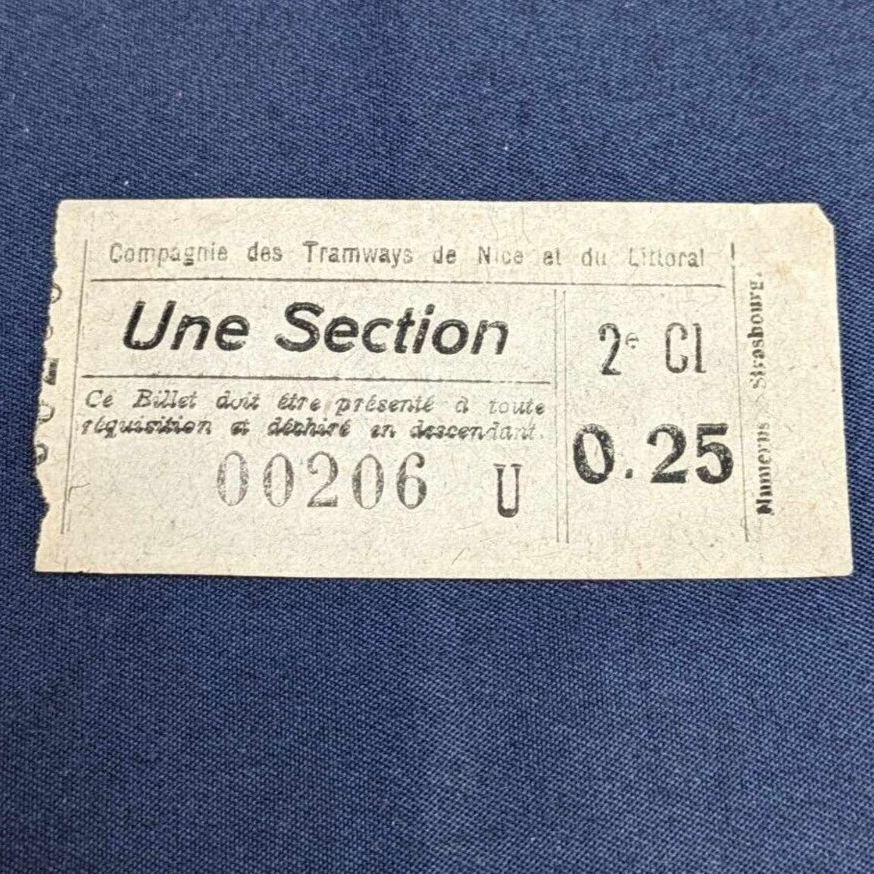 Compagnie des Tramways de Nice et du Littoral
Une Section
Ce Billet doit être présenté à toute
réquisition et déchiré en descendant.
00206 U
2e Cl
0.25
Numerus Strasbourg.